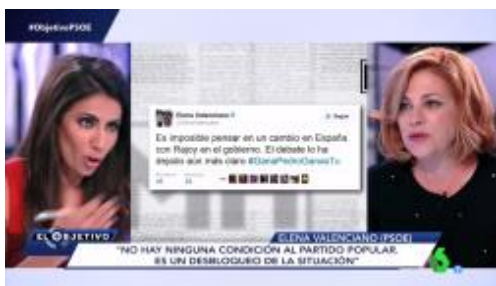 #ObjetivoPSOE
Elena Valenciano
Es imposible pensar en un cambio en España
con Rajoy en el gobierno. El debate lo ha
dejado aún más claro #GanaPedroGanasTu
EL OBJETIVO
ELENA VALENCIANO (PSOE)
"NO HAY NINGUNA CONDICIÓN AL PARTIDO POPULAR,
ES UN DESBLOQUEO DE LA SITUACIÓN"